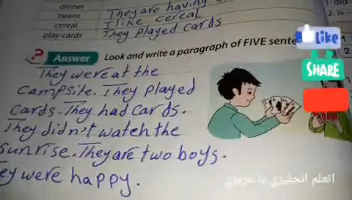 dinner They are having
beans
cereal I like cereal
play cards They played cards
? Answer Look and write a paragraph of FIVE sente
They were at the
campsite. They played
cards. They had cards.
They didn't watch the
sunrise. They are two boys.
ey were happy.
Like
SHARE
اتعلم انجليزي يا عزيزي